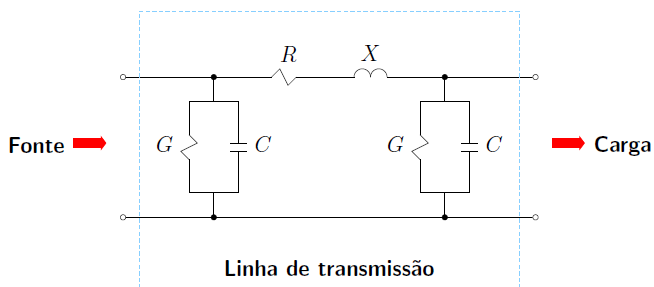 R X
G C G C
Fonte Carga
Linha de transmissão